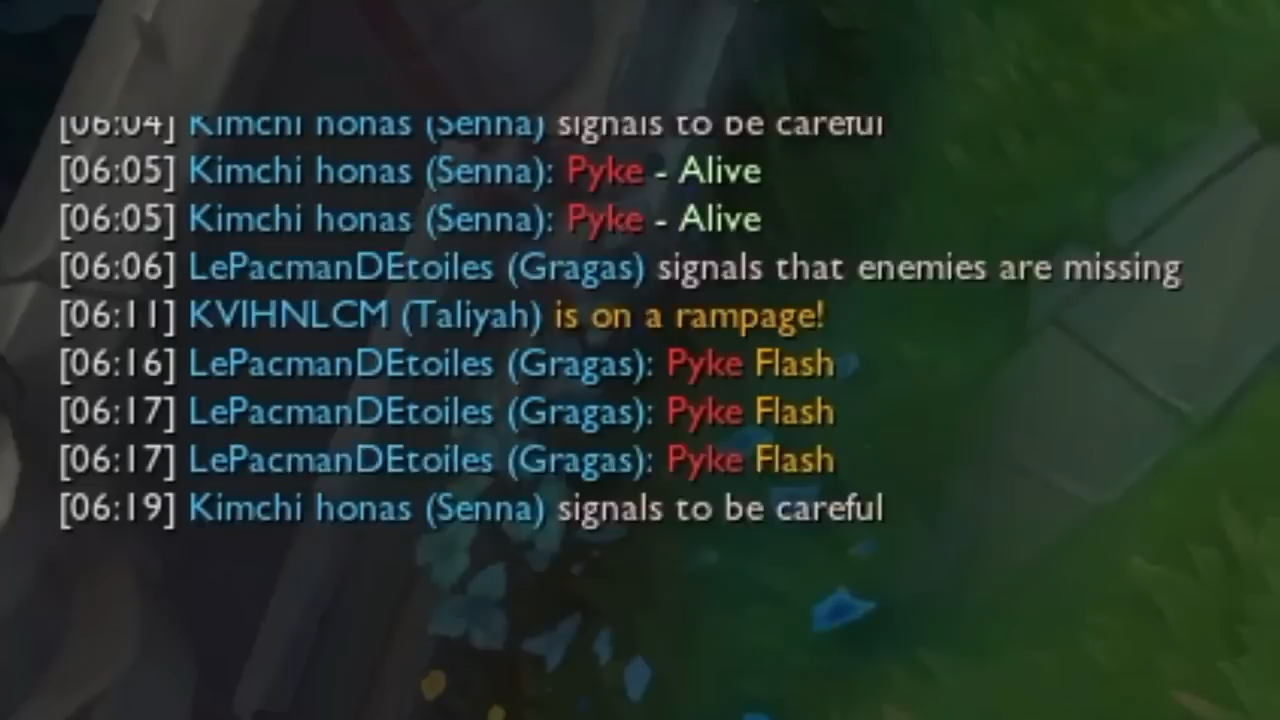 [06:04] Kimchi honas (Senna) signals to be careful
[06:05] Kimchi honas (Senna): Pyke - Alive
[06:05] Kimchi honas (Senna): Pyke - Alive
[06:06] LePacmanDEtoiles (Gragas) signals that enemies are missing
[06:11] KVIHNLCM (Taliyah) is on a rampage!
[06:16] LePacmanDEtoiles (Gragas): Pyke Flash
[06:17] LePacmanDEtoiles (Gragas): Pyke Flash
[06:17] LePacmanDEtoiles (Gragas): Pyke Flash
[06:19] Kimchi honas (Senna) signals to be careful